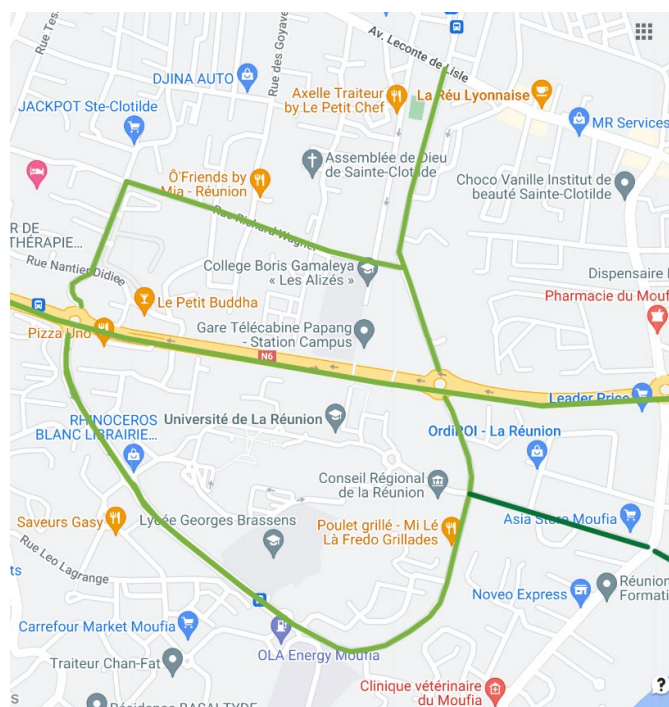 Rue Tess
Av. Leconte de Lisle
Rue des Goyave
DJINA AUTO
Axelle Traiteur
by Le Petit Chef
La Réu Lyonnaise
JACKPOT Ste-Clotilde
MR Services
Ô'Friends by
Mia - Réunion
Assemblée de Dieu
de Sainte-Clotilde
Choco Vanille Institut de
beauté Sainte-Clotilde
Rue Richard Wagner
R DE
THÉRAPIE...
Rue Nantier Didiee
College Boris Gamaleya
« Les Alizés »
Dispensaire
Pharmacie du Moufia
Le Petit Buddha
Pizza Uno
Gare Télécabine Papang
- Station Campus
N6
Leader Price
RHINOCEROS
BLANC LIBRAIRIE...
Université de La Réunion
OrdiROI - La Réunion
Conseil Régional
de la Réunion
Saveurs Gasy
Lycée Georges Brassens
Poulet grillé - Mi Lé
Là Fredo Grillades
Asia Store Moufia
Rue Leo Lagrange
ts
Noveo Express
Réunion
Formati
Carrefour Market Moufia
OLA Energy Moufia
Traiteur Chan-Fat
Clinique vétérinaire
du Moufia
?
s
Résidence BASALTYDE